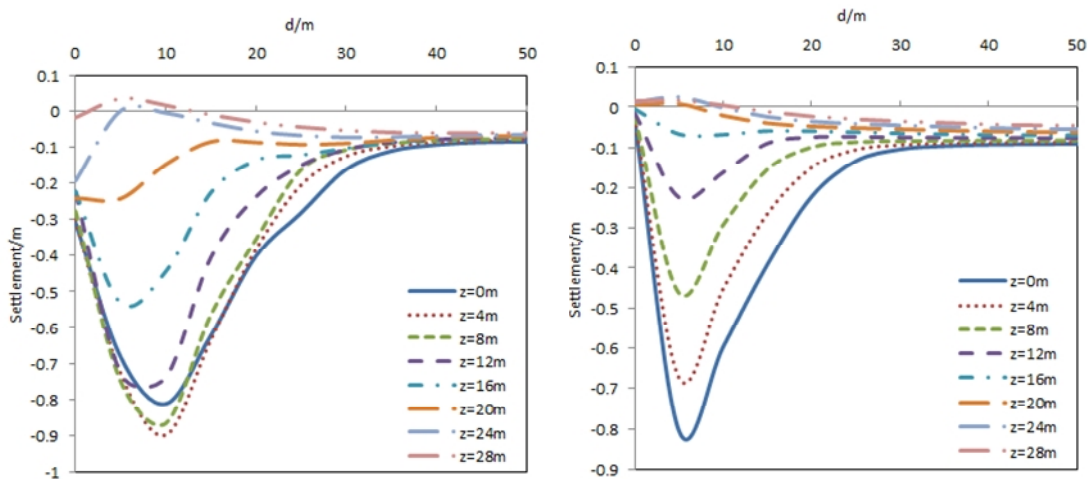 d/m
0 10 20 30 40 50
0.1
0
-0.1
-0.2
-0.3
-0.4
-0.5
-0.6
-0.7
-0.8
-0.9
-1
Settlement/m
z=0m
z=4m
z=8m
z=12m
z=16m
z=20m
z=24m
z=28m
d/m
0 10 20 30 40 50
0.1
0
-0.1
-0.2
-0.3
-0.4
-0.5
-0.6
-0.7
-0.8
-0.9
Settlement/m
z=0m
z=4m
z=8m
z=12m
z=16m
z=20m
z=24m
z=28m